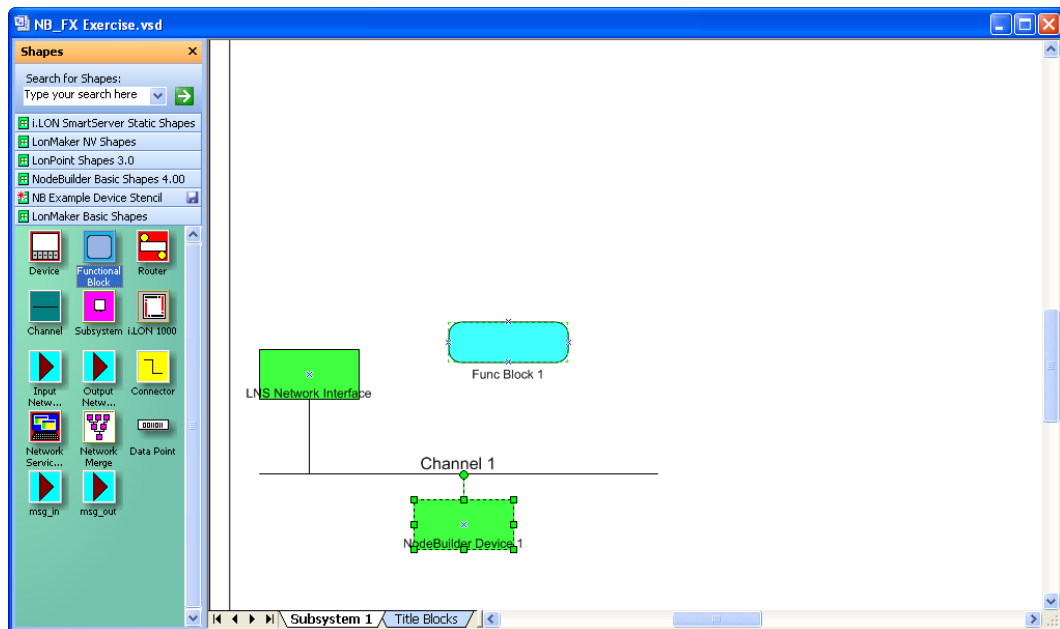 NB_FX Exercise.vsd
Shapes
Search for Shapes:
Type your search here
i.LON SmartServer Static Shapes
LonMaker NV Shapes
LonPoint Shapes 3.0
NodeBuilder Basic Shapes 4.00
NB Example Device Stencil
LonMaker Basic Shapes
Device
Functional Block
Router
Channel
Subsystem
i.LON 1000
Input Netw...
Output Netw...
Connector
Network Servic...
Network Merge
Data Point
msg_in
msg_out
Func Block 1
LNS Network Interface
Channel 1
NodeBuilder Device 1
Subsystem 1
Title Blocks